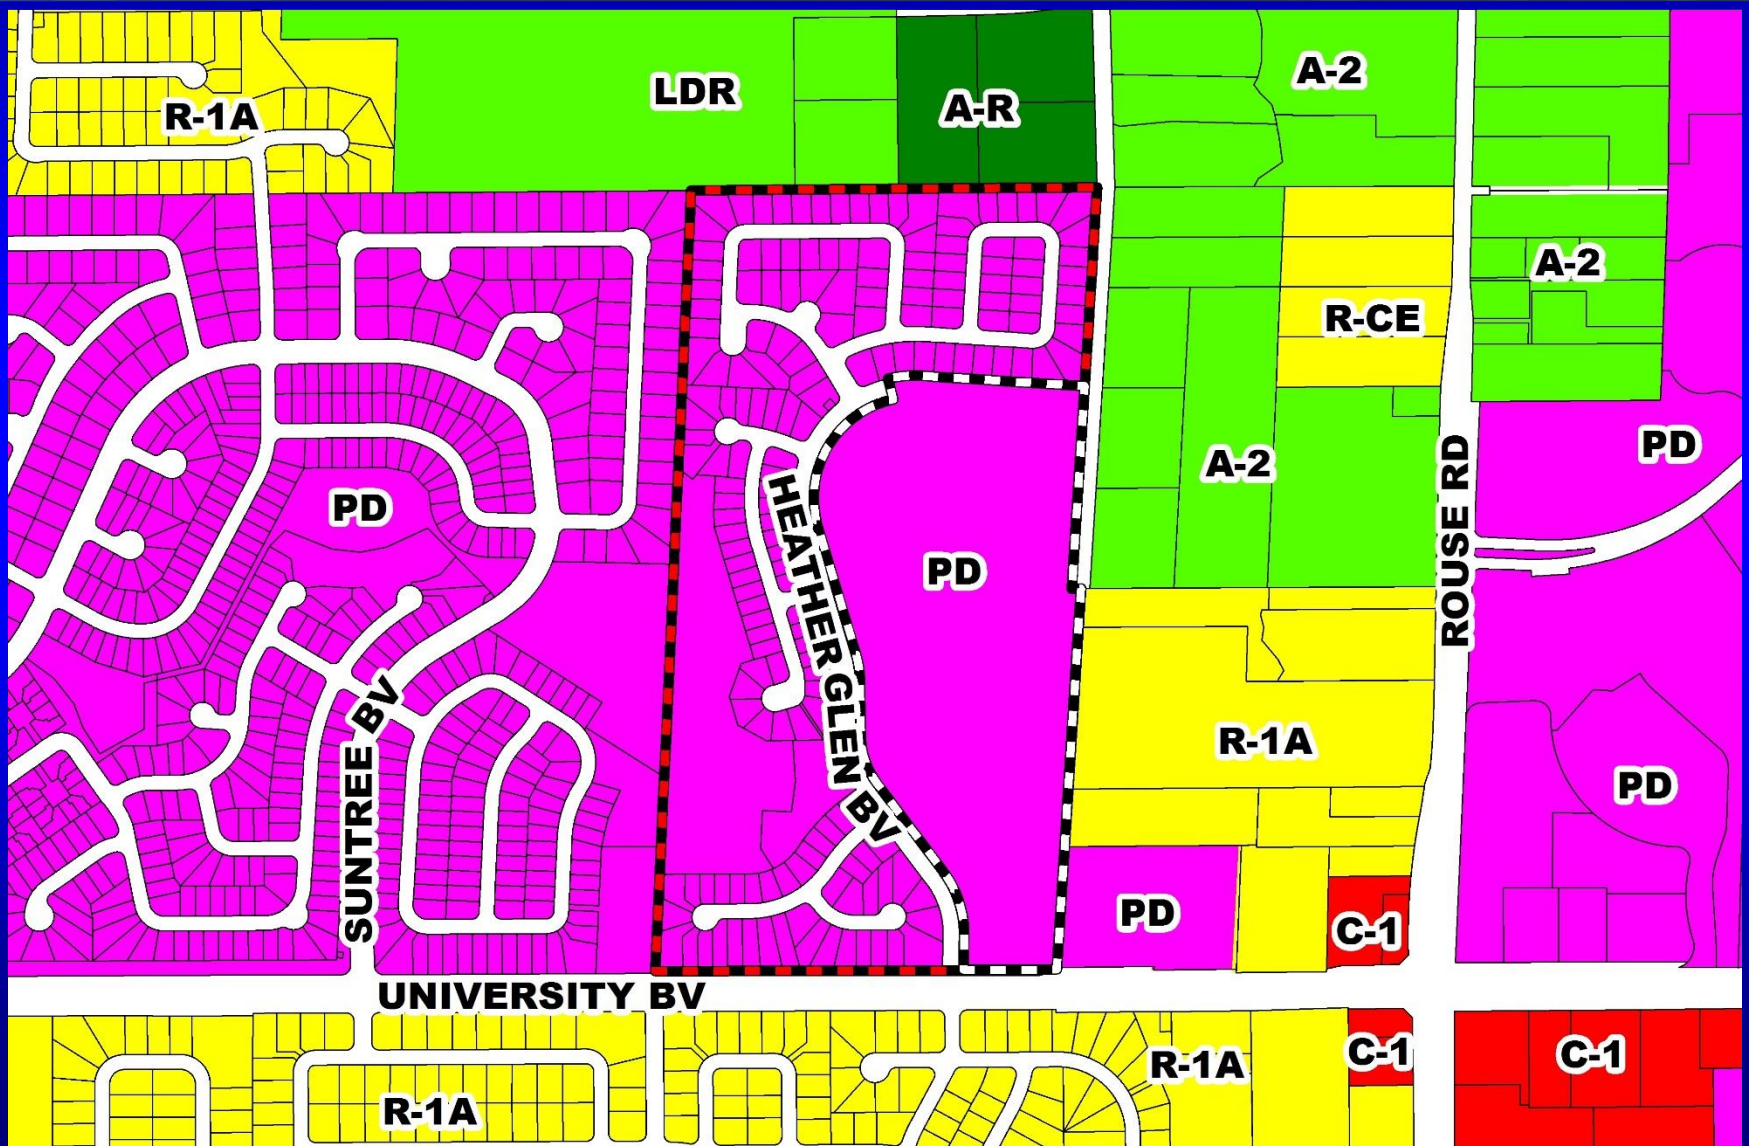 LDR
A-R
A-2
R-1A
A-2
R-CE
PD
A-2
PD
PD
HEATHER GLEN BV
ROUSE RD
SUNTREE BV
R-1A
PD
PD
C-1
UNIVERSITY BV
C-1
C-1
R-1A
R-1A